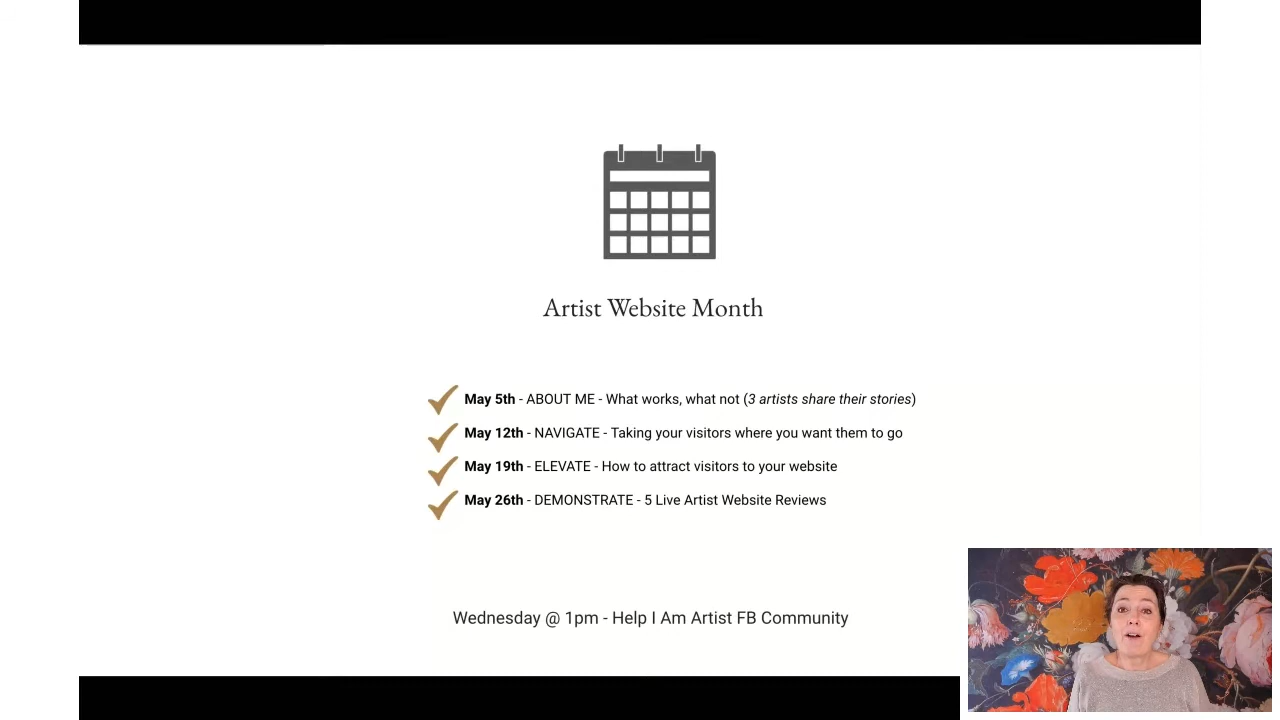 Artist Website Month
May 5th - ABOUT ME - What works, what not (3 artists share their stories)
May 12th - NAVIGATE - Taking your visitors where you want them to go
May 19th - ELEVATE - How to attract visitors to your website
May 26th - DEMONSTRATE - 5 Live Artist Website Reviews
Wednesday @ 1pm - Help I Am Artist FB Community